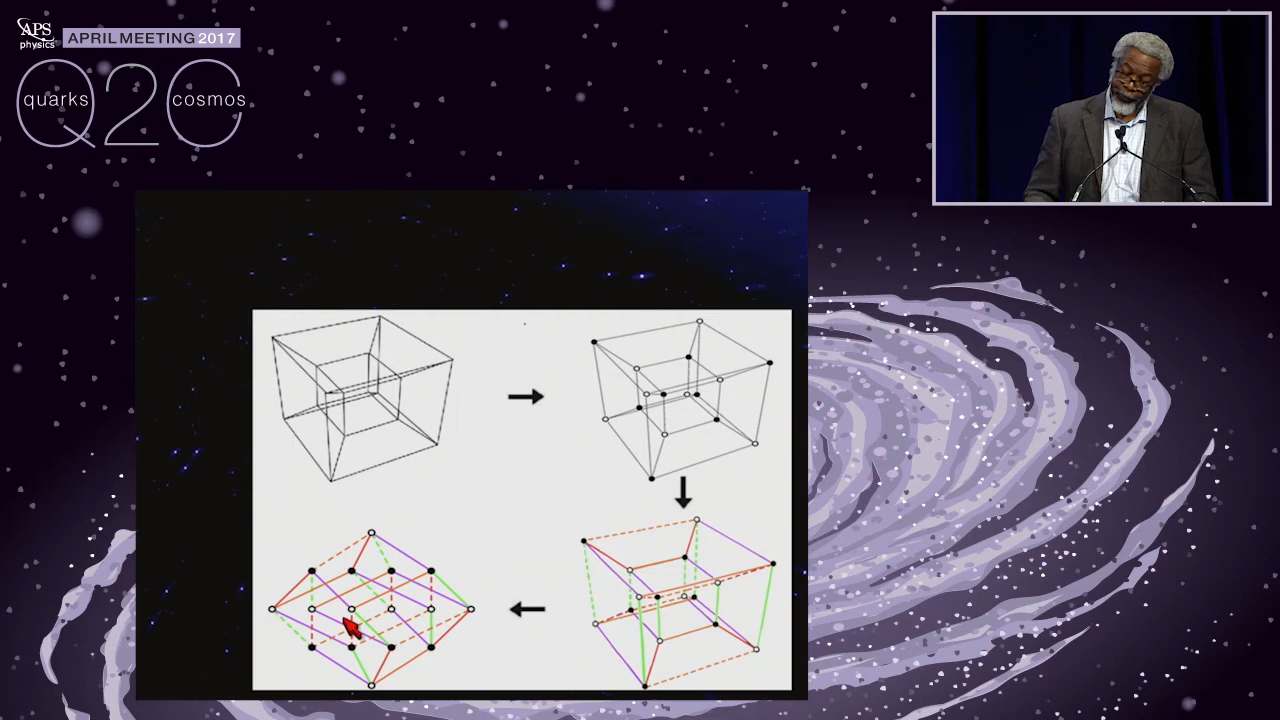 APS
physics
APRIL MEETING 2017
Q2C
quarks
cosmos